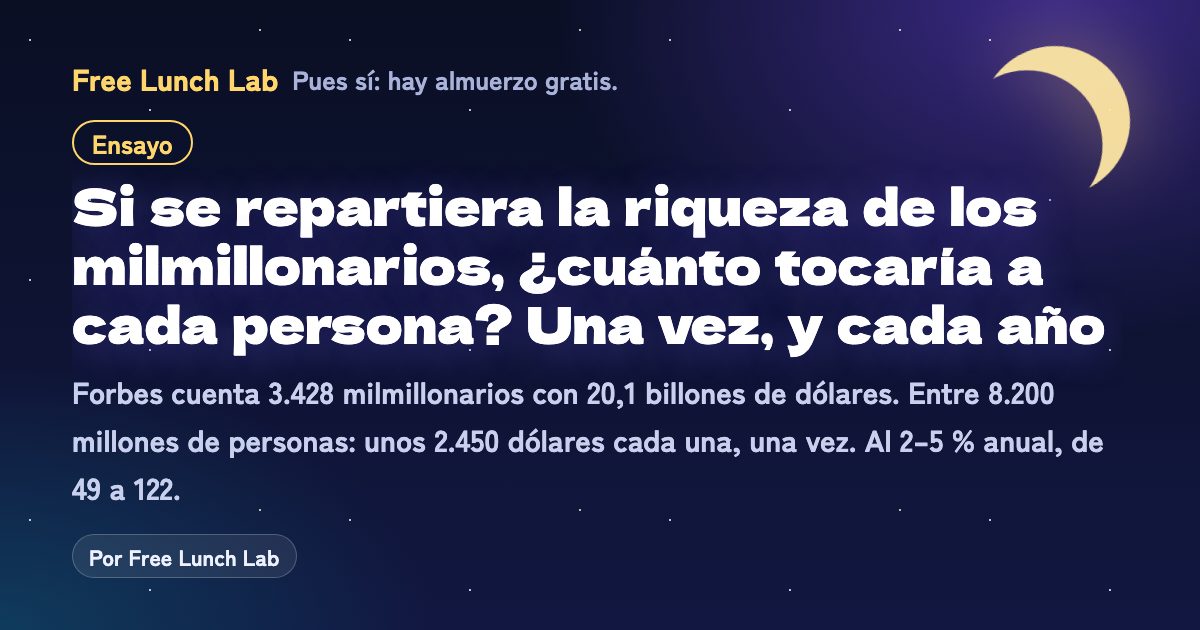 Free Lunch Lab Pues sí: hay almuerzo gratis.
Ensayo
Si se repartiera la riqueza de los
milmillonarios, ¿cuánto tocaría a
cada persona? Una vez, y cada año
Forbes cuenta 3.428 milmillonarios con 20,1 billones de dólares. Entre 8.200
millones de personas: unos 2.450 dólares cada una, una vez. Al 2–5 % anual, de
49 a 122.
Por Free Lunch Lab